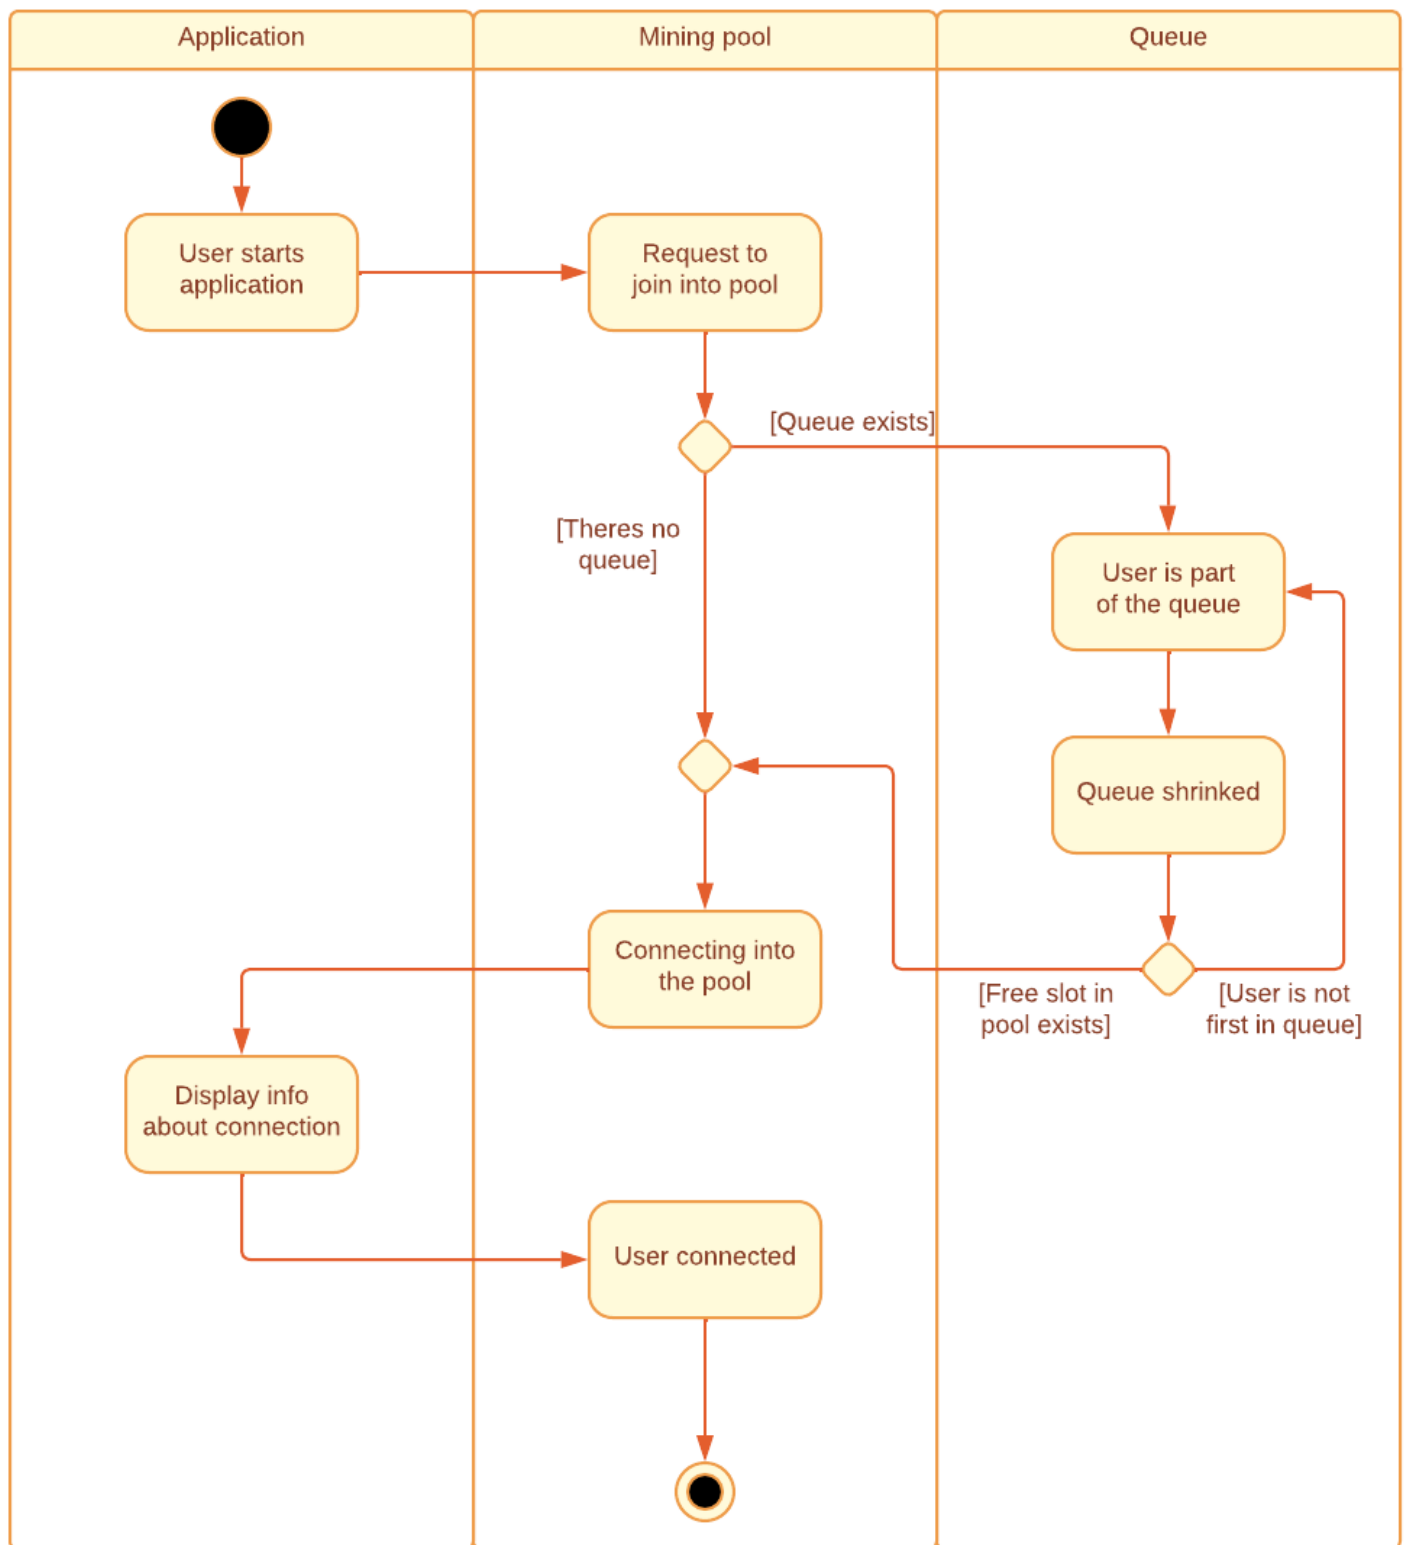 Application
Mining pool
Queue
User starts
application
Request to
join into pool
[Queue exists]
[Theres no
queue]
User is part
of the queue
Queue shrinked
Connecting into
the pool
[Free slot in
pool exists]
[User is not
first in queue]
Display info
about connection
User connected